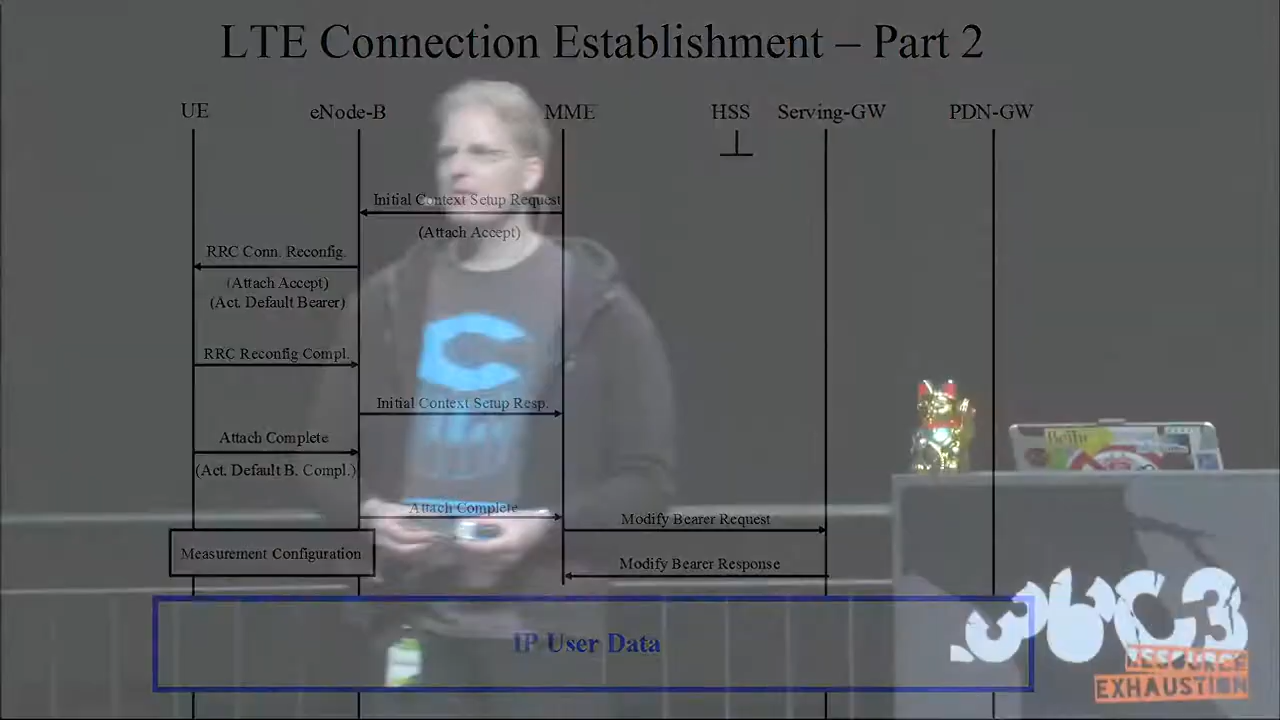 LTE Connection Establishment – Part 2
UE
eNode-B
MME
HSS
Serving-GW
PDN-GW
Initial Context Setup Request
(Attach Accept)
RRC Conn. Reconfig.
(Attach Accept)
(Act. Default Bearer)
RRC Reconfig Compl.
Initial Context Setup Resp.
Attach Complete
(Act. Default B. Compl.)
Attach Complete
Modify Bearer Request
Measurement Configuration
Modify Bearer Response
IP User Data
36C3
RESOURCE
EXHAUSTION